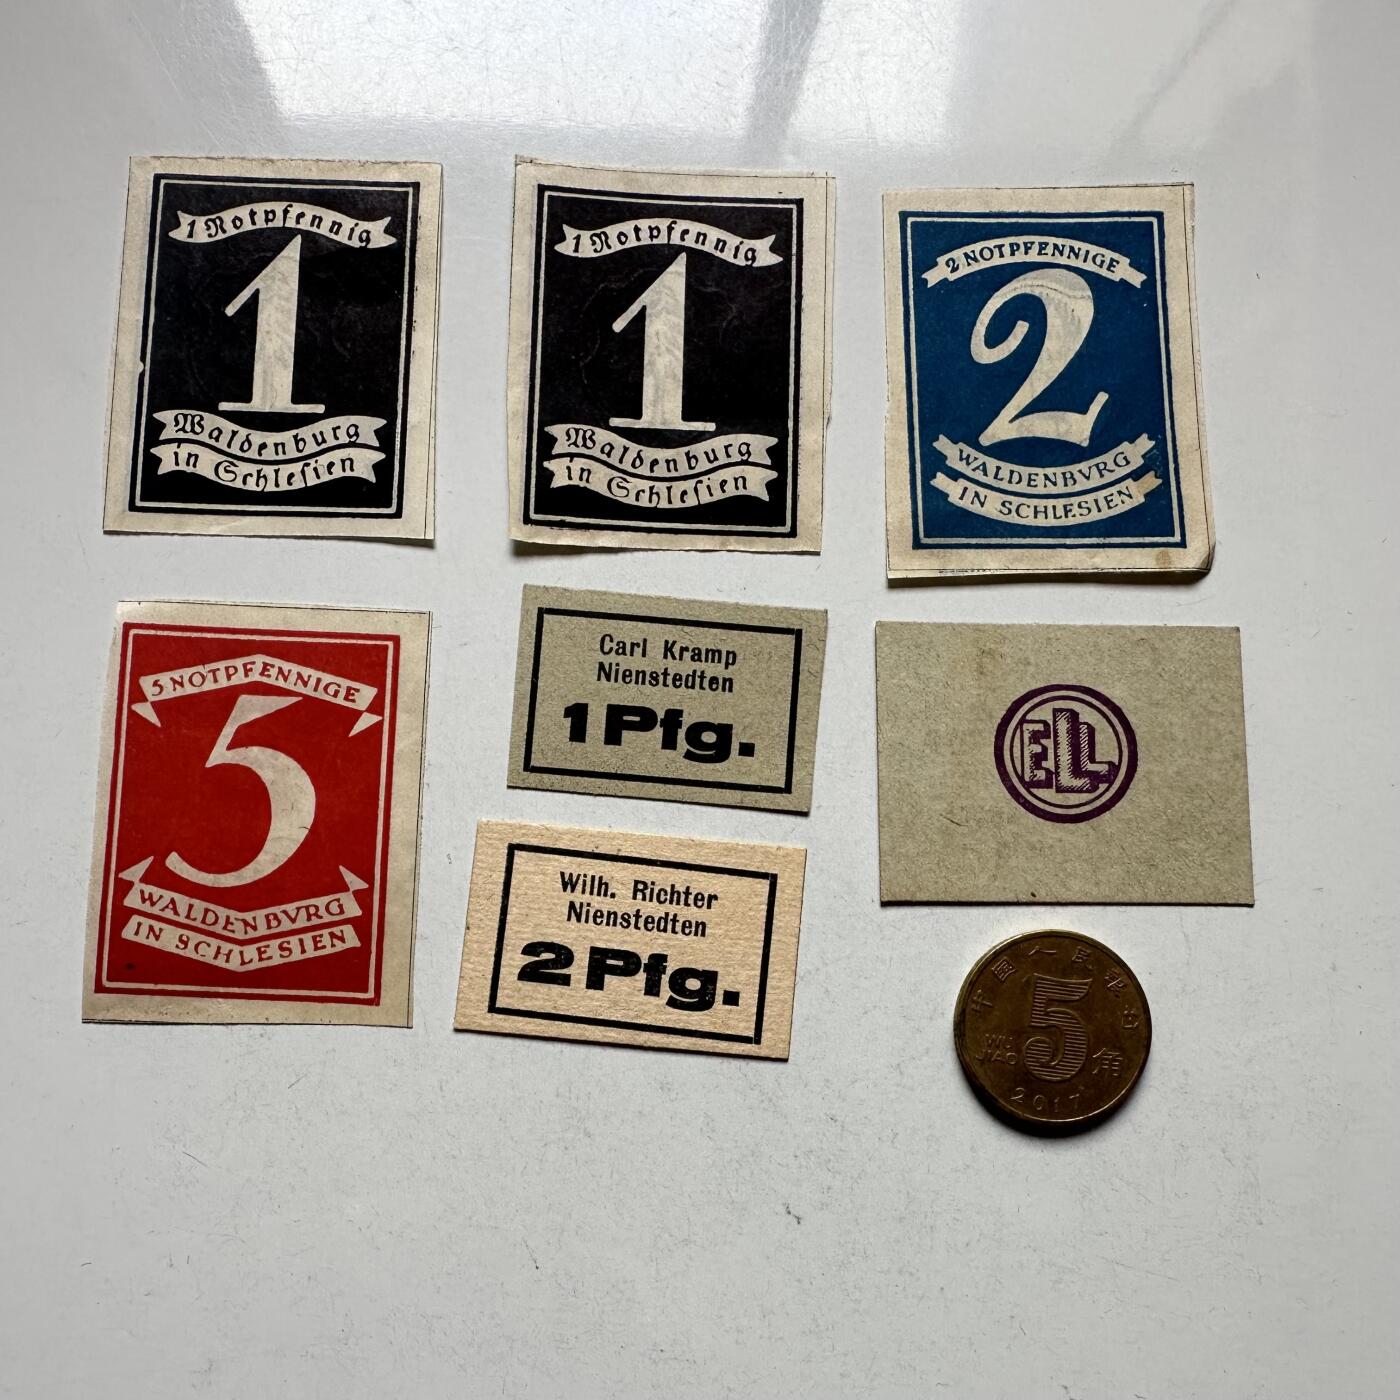 1 Notpfennig
1
Waldenburg
in Schlesien
1 Notpfennig
1
Waldenburg
in Schlesien
2 NOTPFENNIGE
2
WALDENBVRG
IN SCHLESIEN
5 NOTPFENNIGE
5
WALDENBVRG
IN SCHLESIEN
Carl Kramp
Nienstedten
1 Pfg.
ELL
Wilh. Richter
Nienstedten
2 Pfg.
中国人民银行
5
WU
JIAO
角
2017